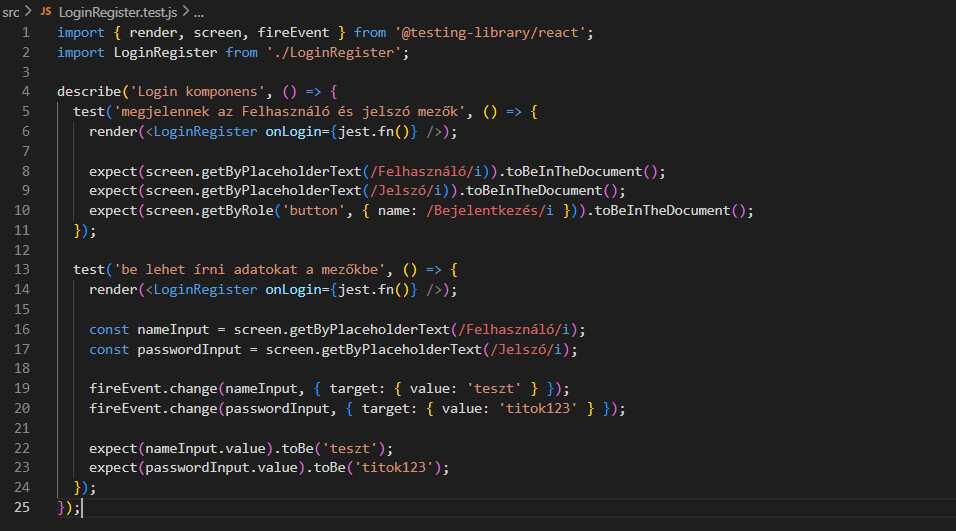 src > JS LoginRegister.test.js > ...
1 import { render, screen, fireEvent } from '@testing-library/react';
2 import LoginRegister from './LoginRegister';
3
4 describe('Login komponens', () => {
5   test('megjelennek az Felhasználó és jelszó mezők', () => {
6     render(<LoginRegister onLogin={jest.fn()} />);
7
8     expect(screen.getByPlaceholderText(/Felhasználó/i)).toBeInTheDocument();
9     expect(screen.getByPlaceholderText(/Jelszó/i)).toBeInTheDocument();
10     expect(screen.getByRole('button', { name: /Bejelentkezés/i })).toBeInTheDocument();
11   });
12
13   test('be lehet írni adatokat a mezőkbe', () => {
14     render(<LoginRegister onLogin={jest.fn()} />);
15
16     const nameInput = screen.getByPlaceholderText(/Felhasználó/i);
17     const passwordInput = screen.getByPlaceholderText(/Jelszó/i);
18
19     fireEvent.change(nameInput, { target: { value: 'teszt' } });
20     fireEvent.change(passwordInput, { target: { value: 'titok123' } });
21
22     expect(nameInput.value).toBe('teszt');
23     expect(passwordInput.value).toBe('titok123');
24   });
25 });